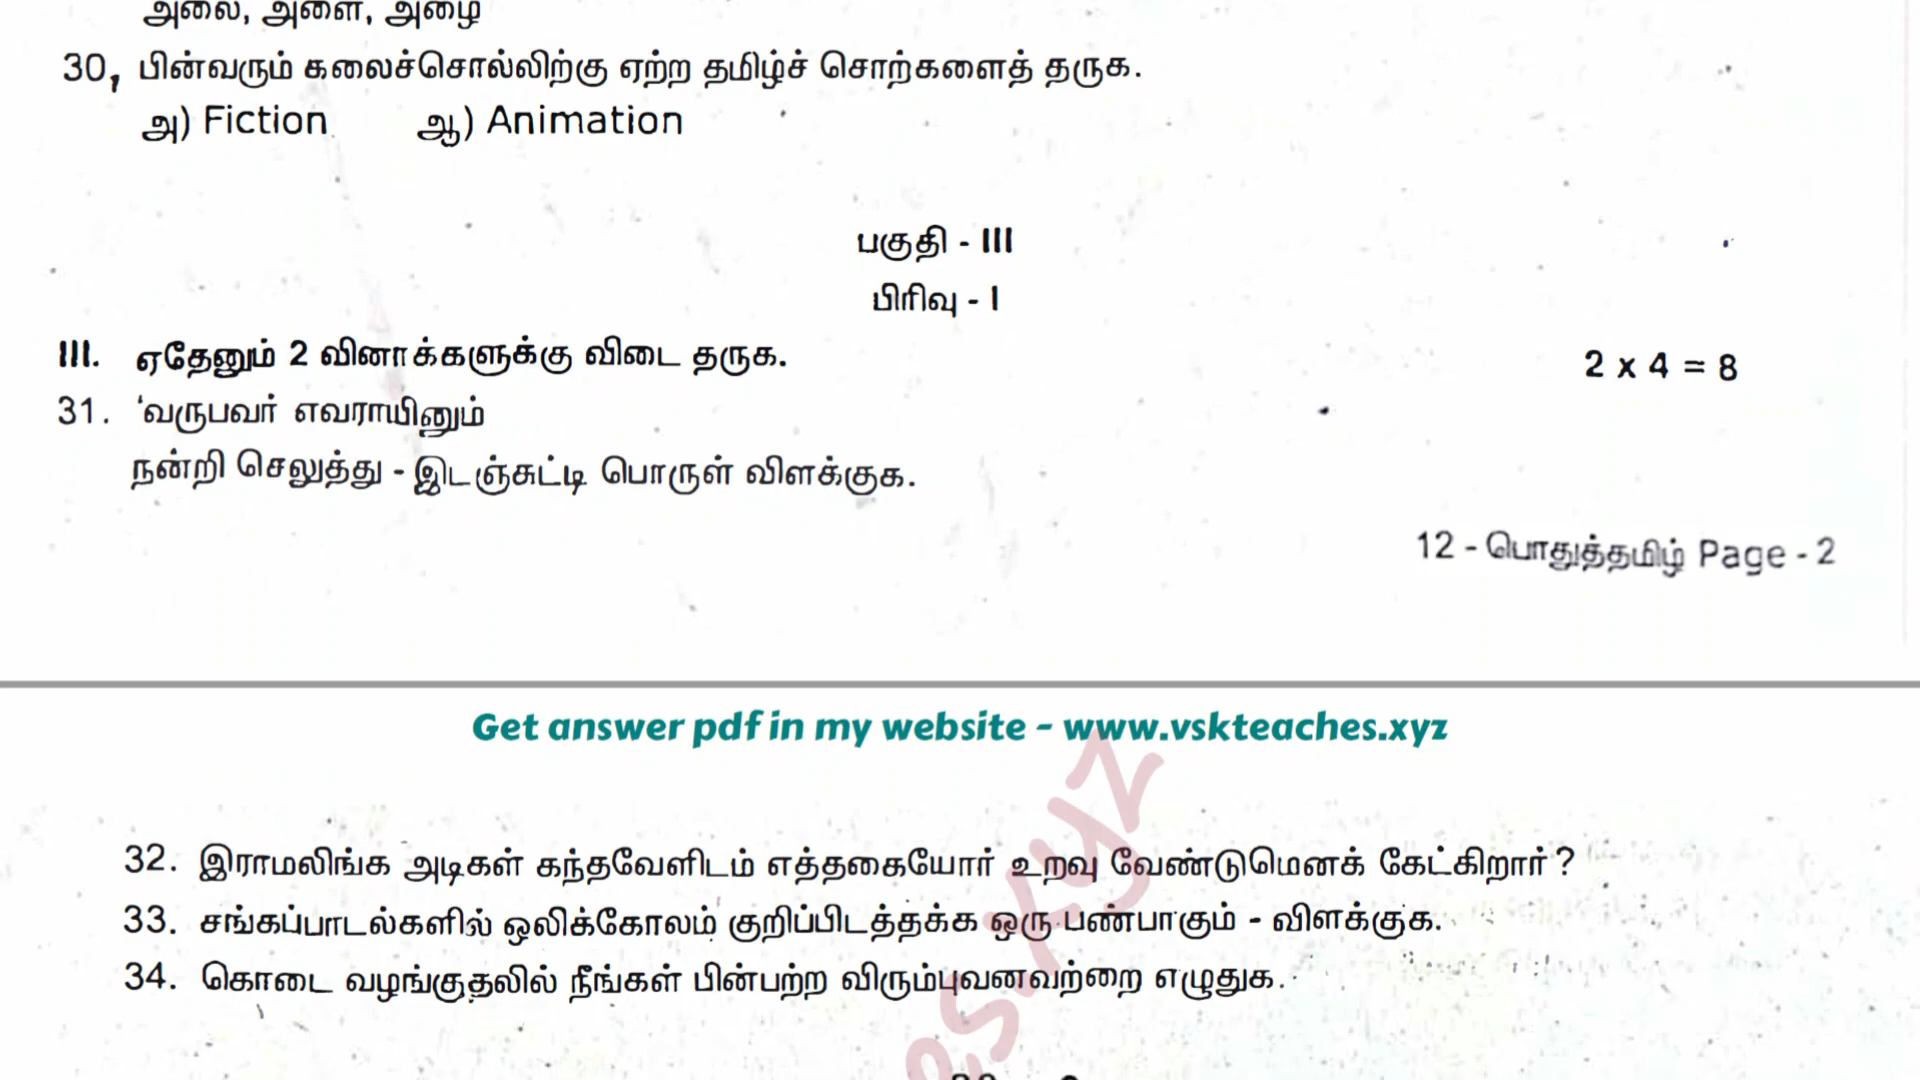 அலை, அளை, அழை
30, பின்வரும் கலைச்சொல்லிற்கு ஏற்ற தமிழ்ச் சொற்களைத் தருக.
அ) Fiction ஆ) Animation
பகுதி - III
பிரிவு - I
III. ஏதேனும் 2 வினாக்களுக்கு விடை தருக. 2 x 4 = 8
31. 'வருபவர் எவராயினும்
நன்றி செலுத்து - இடஞ்சுட்டி பொருள் விளக்குக.
12 - பொதுத்தமிழ் Page - 2
Get answer pdf in my website - www.vskteaches.xyz
32. இராமலிங்க அடிகள் கந்தவேளிடம் எத்தகையோர் உறவு வேண்டுமெனக் கேட்கிறார்?
33. சங்கப்பாடல்களில் ஒலிக்கோலம் குறிப்பிடத்தக்க ஒரு பண்பாகும் - விளக்குக.
34. கொடை வழங்குதலில் நீங்கள் பின்பற்ற விரும்புவனவற்றை எழுதுக.
es.xyz